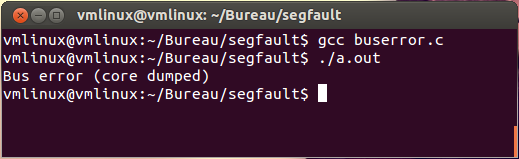 vmlinux@vmlinux: ~/Bureau/segfault
vmlinux@vmlinux:~/Bureau/segfault$ gcc buserror.c
vmlinux@vmlinux:~/Bureau/segfault$ ./a.out
Bus error (core dumped)
vmlinux@vmlinux:~/Bureau/segfault$